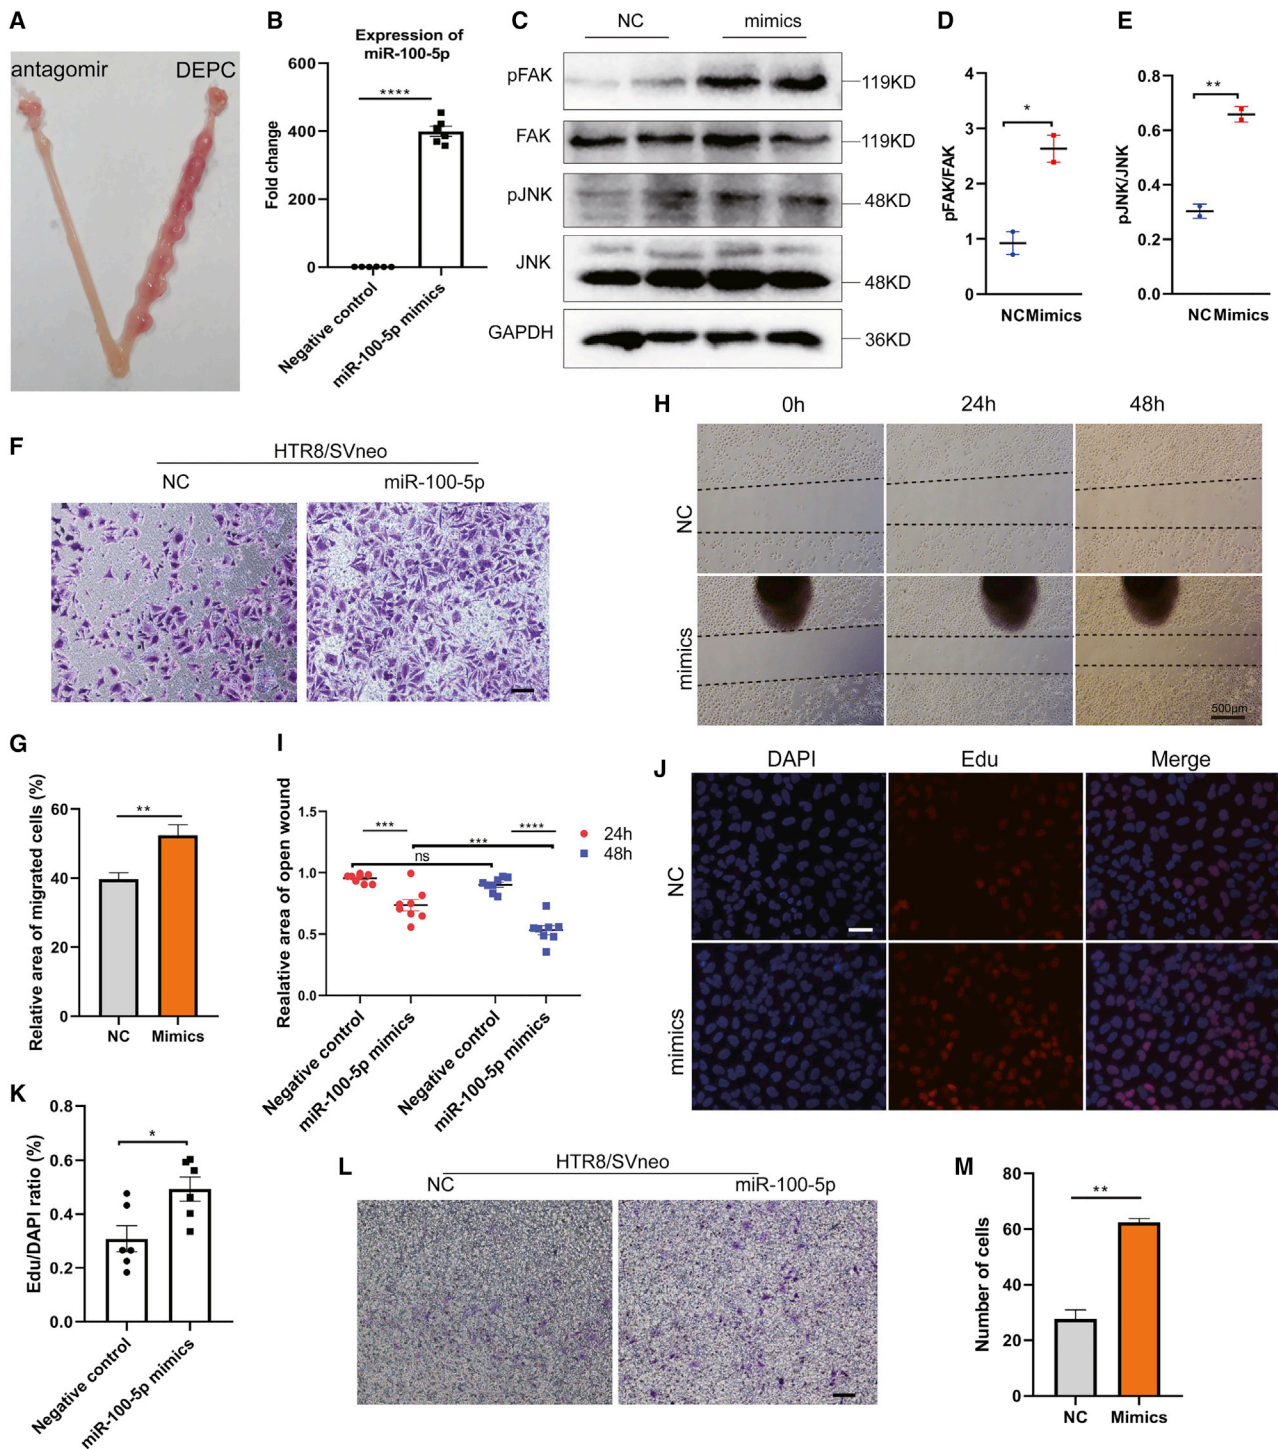 A
antagomir
DEPC
B
Expression of
miR-100-5p
Fold change
600
400
200
0
****
Negative control
miR-100-5p mimics
C
NC
mimics
pFAK
119KD
FAK
119KD
pJNK
48KD
JNK
48KD
GAPDH
36KD
D
pFAK/FAK
4
3
2
1
0
*
NC Mimics
E
pJNK/JNK
0.8
0.6
0.4
0.2
0.0
**
NC Mimics
F
HTR8/SVneo
NC
miR-100-5p
H
0h
24h
48h
NC
mimics
500μm
G
Relative area of migrated cells (%)
60
40
20
0
**
NC
Mimics
I
Realative area of open wound
1.5
1.0
0.5
0.0
***
****
***
ns
24h
48h
Negative control
miR-100-5p mimics
Negative control
miR-100-5p mimics
J
DAPI
Edu
Merge
NC
mimics
K
Edu/DAPI ratio (%)
0.8
0.6
0.4
0.2
0.0
*
Negative control
miR-100-5p mimics
L
HTR8/SVneo
NC
miR-100-5p
M
Number of cells
80
60
40
20
0
**
NC
Mimics